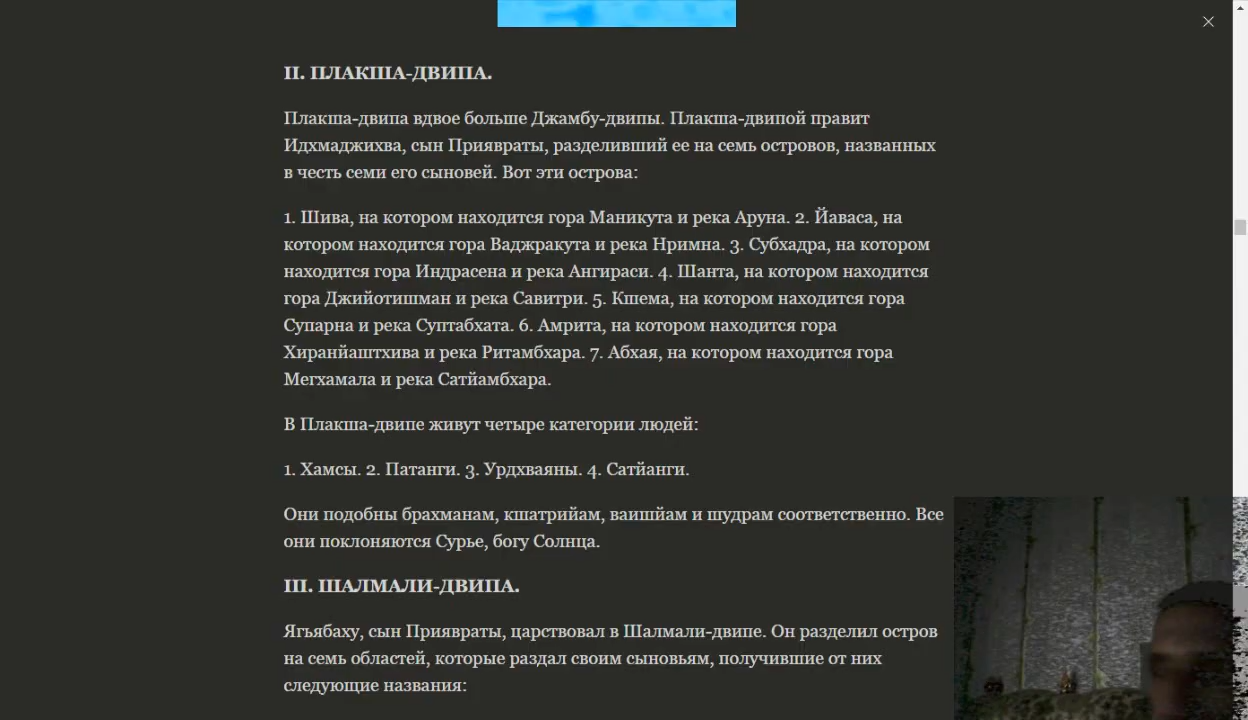 II. ПЛАКША-ДВИПА.
Плакша-двипа вдвое больше Джамбу-двипы. Плакша-двипой правит
Идхмаджихва, сын Приявраты, разделивший ее на семь островов, названных
в честь семи его сыновей. Вот эти острова:
1. Шива, на котором находится гора Маникута и река Аруна. 2. Йаваса, на
котором находится гора Ваджракута и река Нримна. 3. Субхадра, на котором
находится гора Индрасена и река Ангираси. 4. Шанта, на котором находится
гора Джийотишман и река Савитри. 5. Кшема, на котором находится гора
Супарна и река Суптабхата. 6. Амрита, на котором находится гора
Хиранйаштхива и река Ритамбхара. 7. Абхая, на котором находится гора
Мегхамала и река Сатйамбхара.
В Плакша-двипе живут четыре категории людей:
1. Хамсы. 2. Патанги. 3. Урдхваяны. 4. Сатйанги.
Они подобны брахманам, кшатрийам, ваишйам и шудрам соответственно. Все
они поклоняются Сурье, богу Солнца.
III. ШАЛМАЛИ-ДВИПА.
Ягъябаху, сын Приявраты, царствовал в Шалмали-двипе. Он разделил остров
на семь областей, которые раздал своим сыновьям, получившие от них
следующие названия: